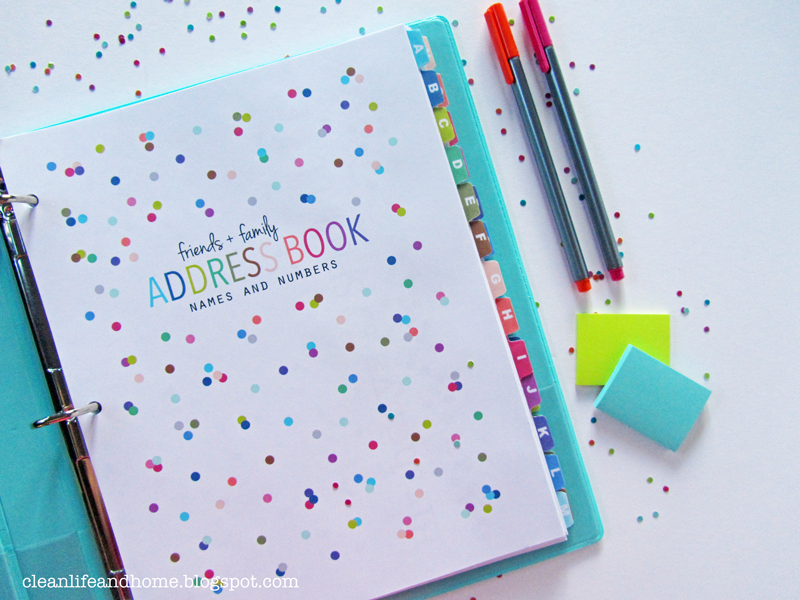 friends + family
ADDRESS BOOK
NAMES AND NUMBERS
A
B
C
D
E
F
G
H
I
J
K
L
cleanlifeandhome.blogspot.com